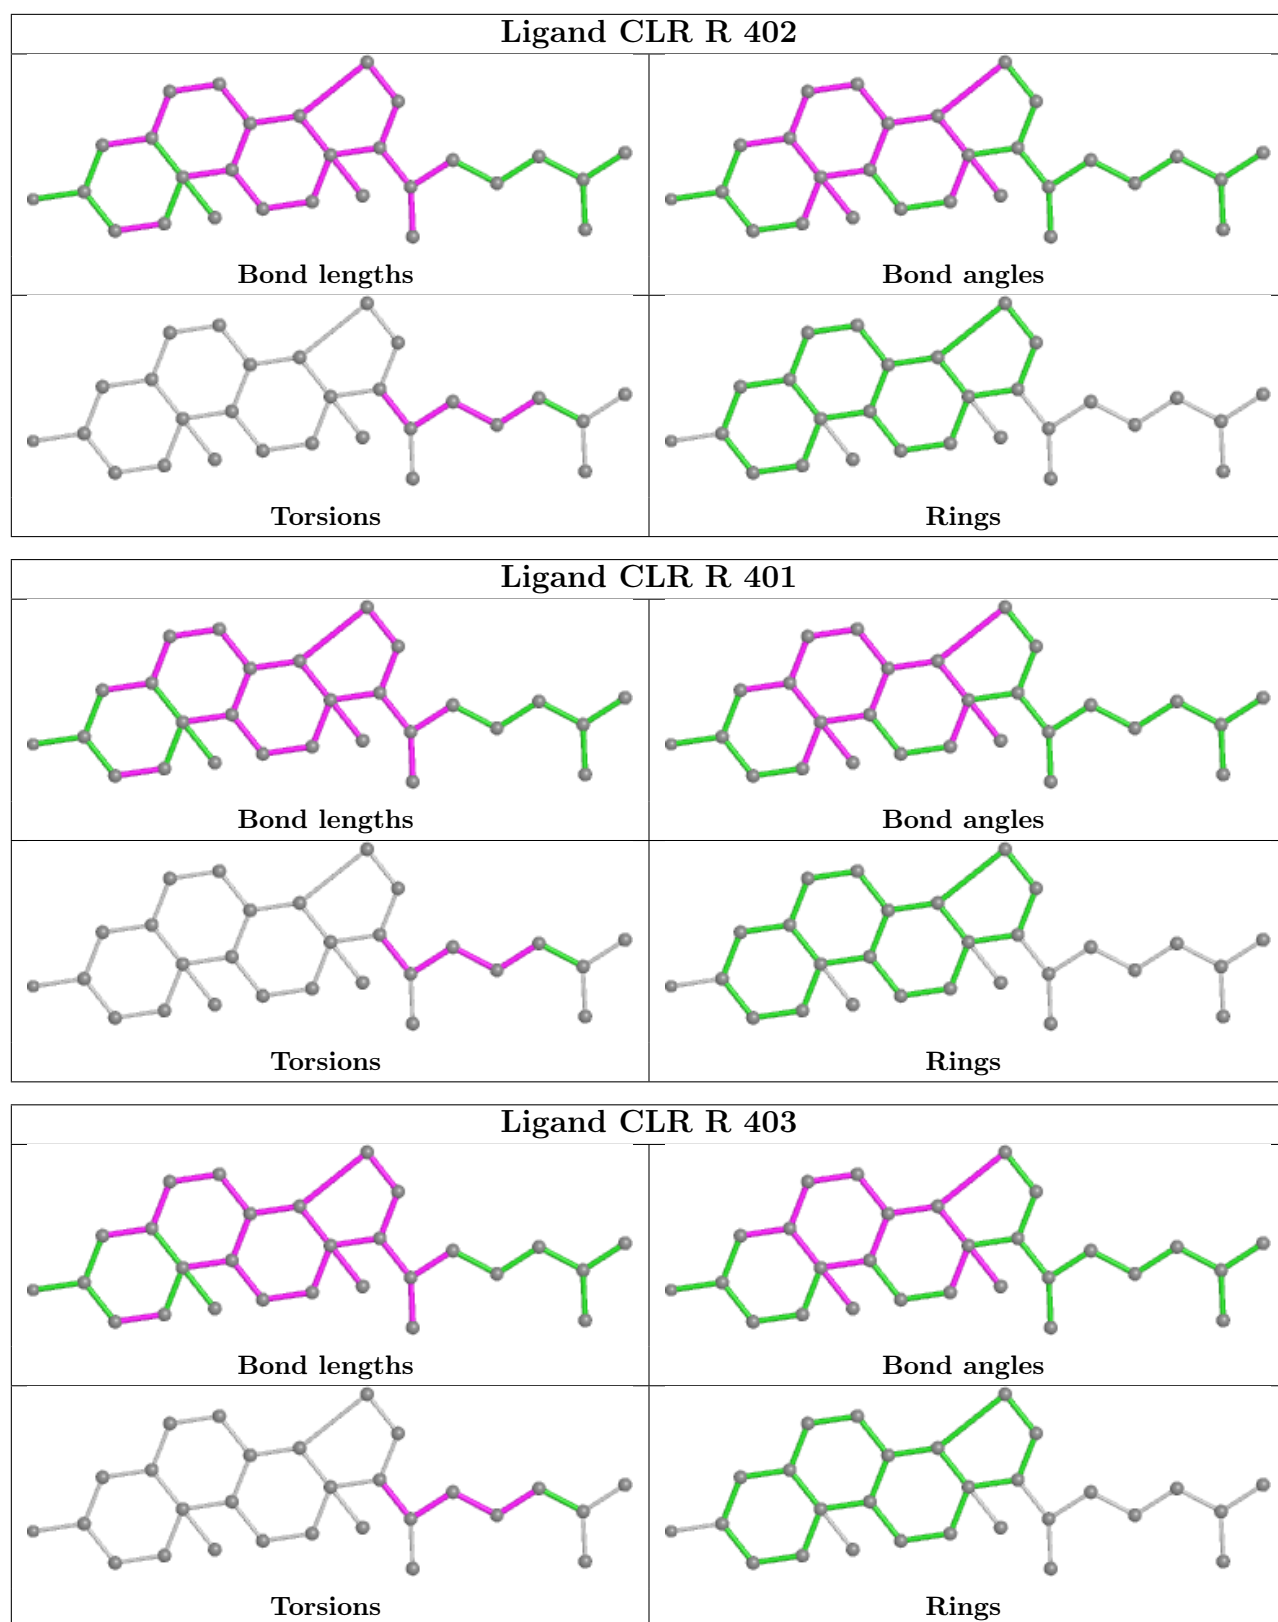 Ligand CLR R 402
Bond lengths
Bond angles
Torsions
Rings
Ligand CLR R 401
Bond lengths
Bond angles
Torsions
Rings
Ligand CLR R 403
Bond lengths
Bond angles
Torsions
Rings